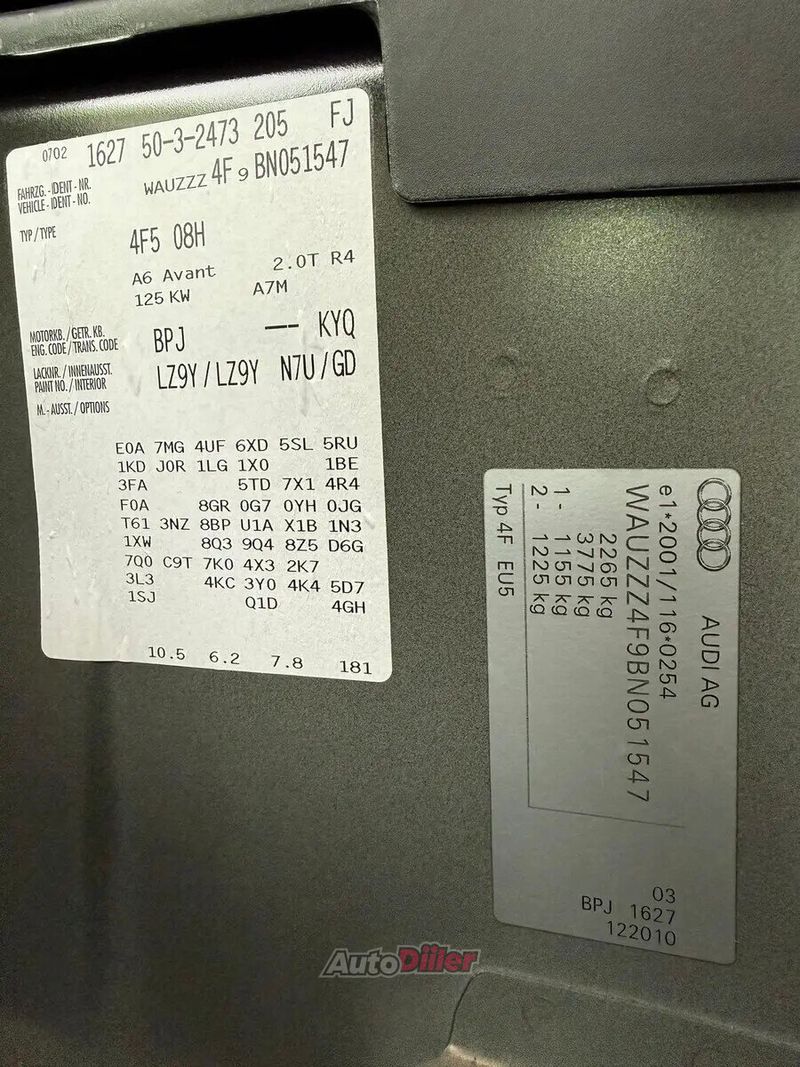 0702 1627 50-3-2473 205 FJ
FAHRZG.-IDENT-NR.
VEHICLE-IDENT-NO.
WAUZZZ4F9BN051547
TYP/TYPE
4F5 08H
A6 Avant 2.0T R4
125 KW A7M
MOTORKB./GETR.KB.
ENG.CODE/TRANS.CODE
BPJ -- KYQ
LACKNR./INNENAUSST.
PAINT NO./INTERIOR
LZ9Y/LZ9Y N7U/GD
M.-AUSST./OPTIONS
E0A 7MG 4UF 6XD 5SL 5RU
1KD J0R 1LG 1X0 1BE
3FA 5TD 7X1 4R4
F0A 8GR 0G7 0YH 0JG
T61 3NZ 8BP U1A X1B 1N3
1XW 8Q3 9Q4 8Z5 D6G
7Q0 C9T 7K0 4X3 2K7
3L3 4KC 3Y0 4K4 5D7
1SJ Q1D 4GH
10.5 6.2 7.8 181
AUDI AG
e1*2001/116*0254
WAUZZZ4F9BN051547
2265 kg
3775 kg
1- 1155 kg
2- 1225 kg
Typ 4F EU5
03
BPJ 1627
122010
AutoDiller